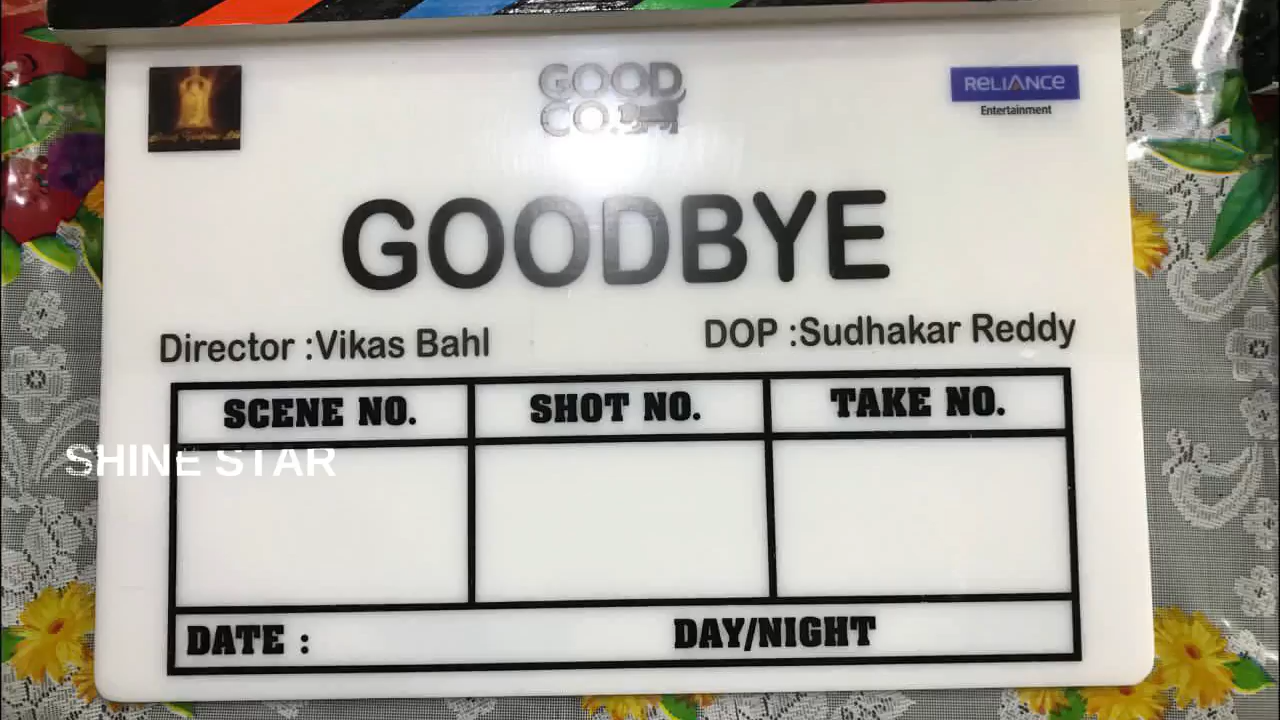 GOOD
CO.
RELIANCE
Entertainment
GOODBYE
Director :Vikas Bahl
DOP :Sudhakar Reddy
SCENE NO.
SHOT NO.
TAKE NO.
SHINE STAR
DATE :
DAY/NIGHT